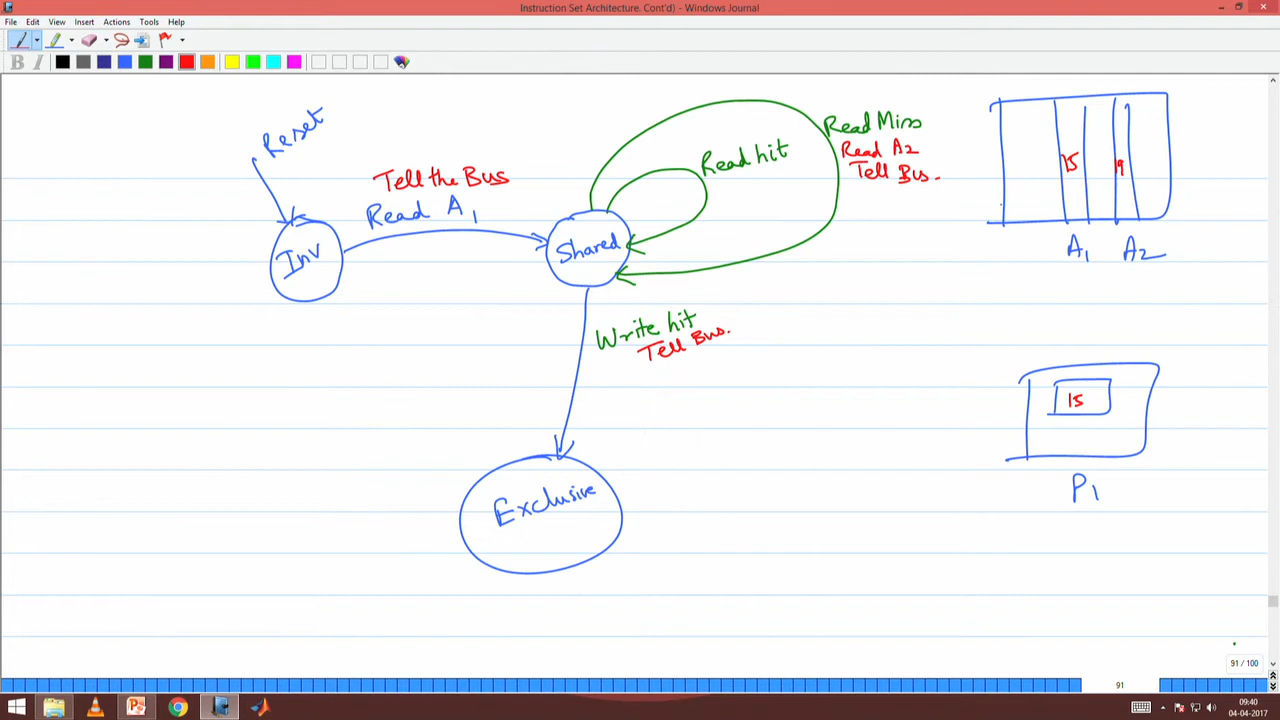 Instruction Set Architecture. Cont'd) - Windows Journal
File Edit View Insert Actions Tools Help
B I
Reset
Tell the Bus
Read A1
Inv
Shared
Read hit
Read Miss
Read A2
Tell Bus.
15 19
A1 A2
Write hit
Tell Bus.
Exclusive
15
P1
91 / 100
91
09:40
04-04-2017